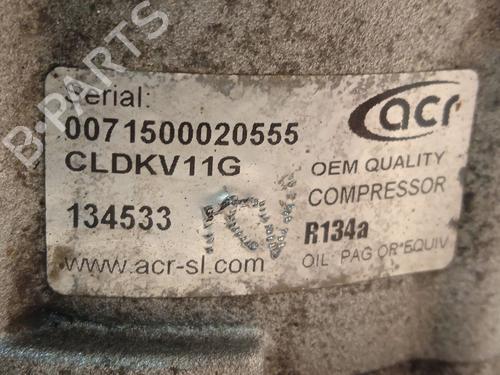 Serial:
0071500020555
CLDKV11G
134533
www.acr-sl.com
acr
OEM QUALITY
COMPRESSOR
R134a
OIL: PAG OR EQUIV
B-PARTS